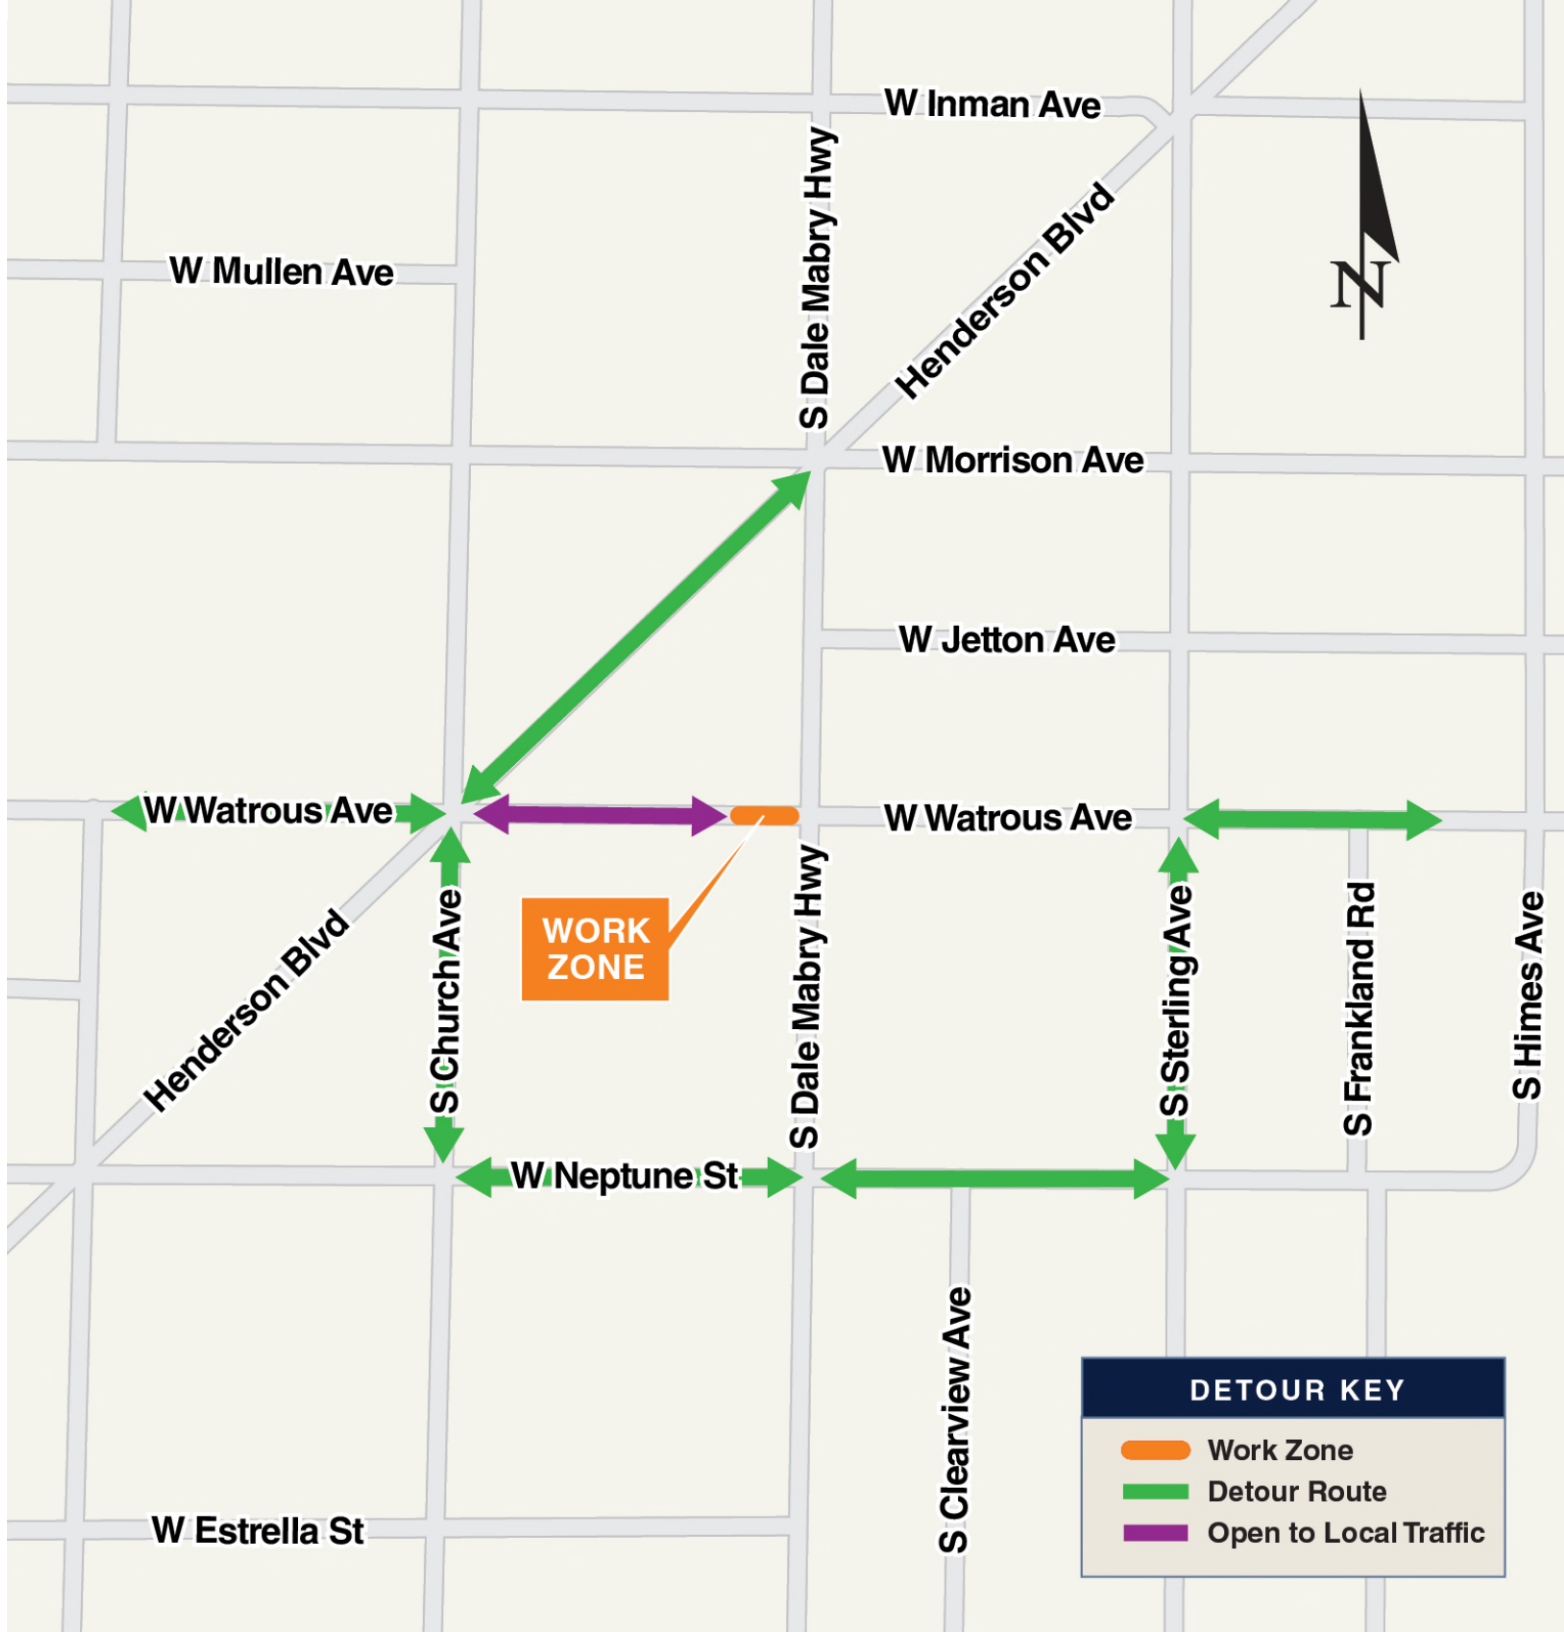 W Inman Ave
S Dale Mabry Hwy
Henderson Blvd
W Mullen Ave
N
W Morrison Ave
W Jetton Ave
W Watrous Ave
W Watrous Ave
WORK
ZONE
Henderson Blvd
S Church Ave
S Dale Mabry Hwy
S Sterling Ave
S Frankland Rd
S Himes Ave
W Neptune St
S Clearview Ave
W Estrella St
DETOUR KEY
Work Zone
Detour Route
Open to Local Traffic